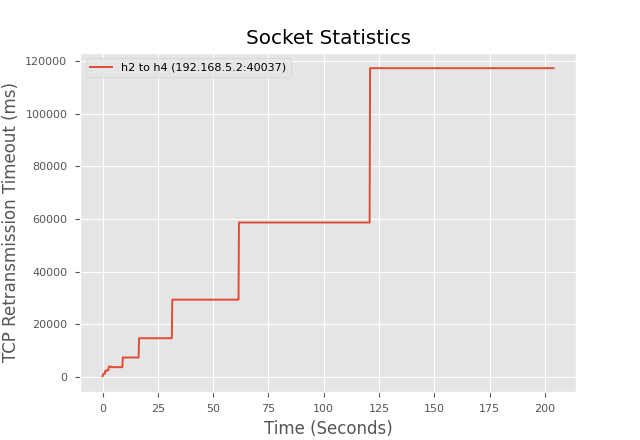 Socket Statistics
h2 to h4 (192.168.5.2:40037)
TCP Retransmission Timeout (ms)
120000
100000
80000
60000
40000
20000
0
0 25 50 75 100 125 150 175 200
Time (Seconds)